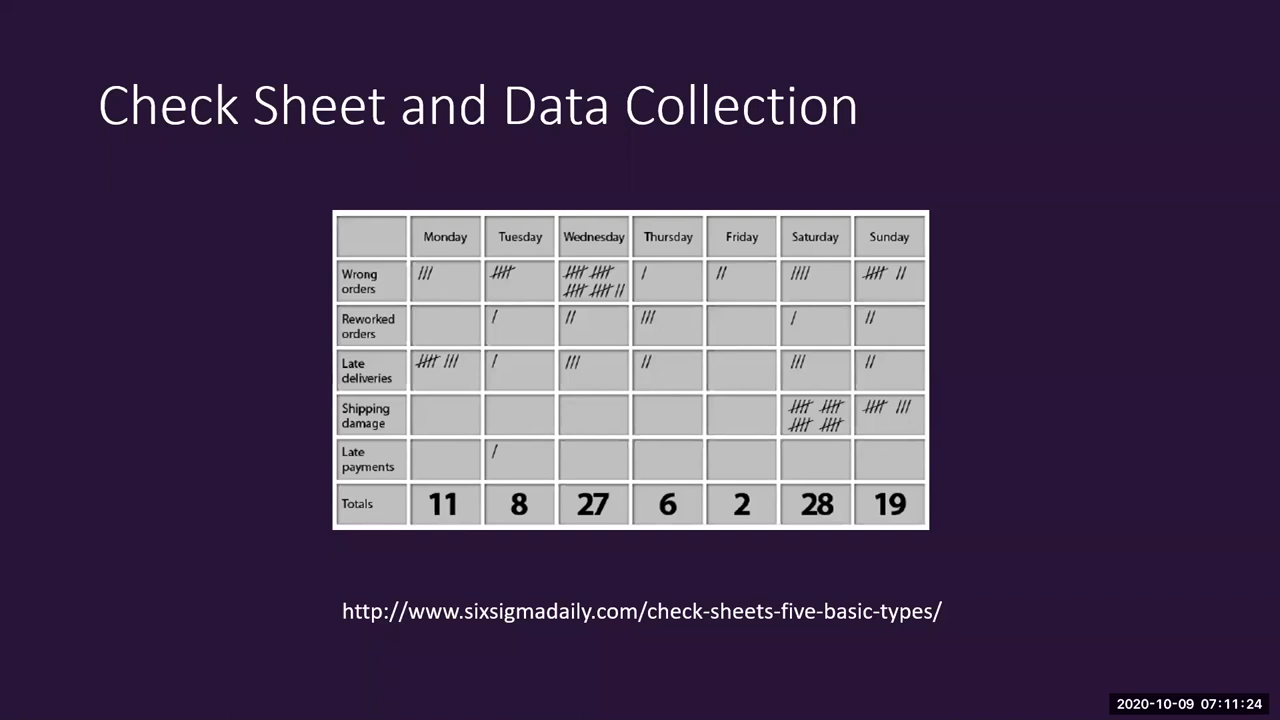 Check Sheet and Data Collection
Monday Tuesday Wednesday Thursday Friday Saturday Sunday
Wrong
orders
Reworked
orders
Late
deliveries
Shipping
damage
Late
payments
Totals 11 8 27 6 2 28 19
http://www.sixsigmadaily.com/check-sheets-five-basic-types/
2020-10-09 07:11:24